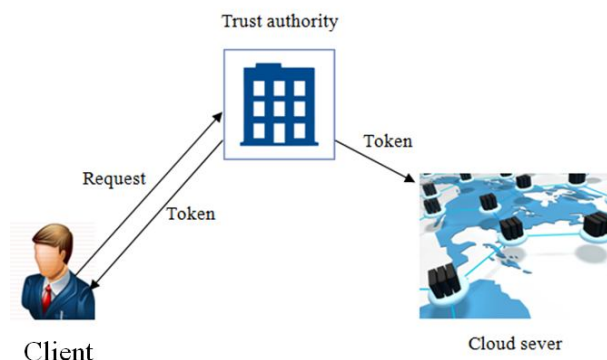 Trust authority
Token
Request
Token
Client
Cloud sever